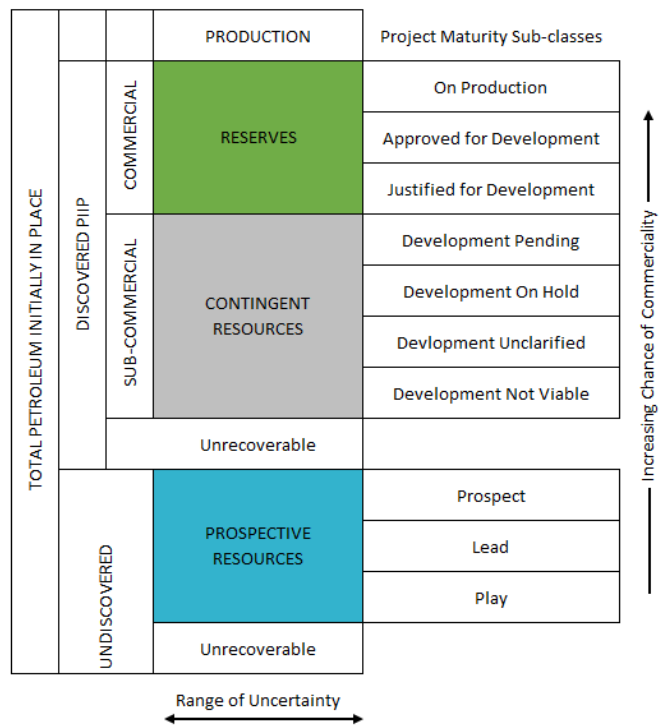 PRODUCTION
Project Maturity Sub-classes
TOTAL PETROLEUM INITIALLY IN PLACE
DISCOVERED PIIP
COMMERCIAL
RESERVES
On Production
Approved for Development
Justified for Development
SUB-COMMERCIAL
CONTINGENT
RESOURCES
Development Pending
Development On Hold
Devlopment Unclarified
Development Not Viable
Unrecoverable
UNDISCOVERED
PROSPECTIVE
RESOURCES
Prospect
Lead
Play
Unrecoverable
Increasing Chance of Commerciality
Range of Uncertainty